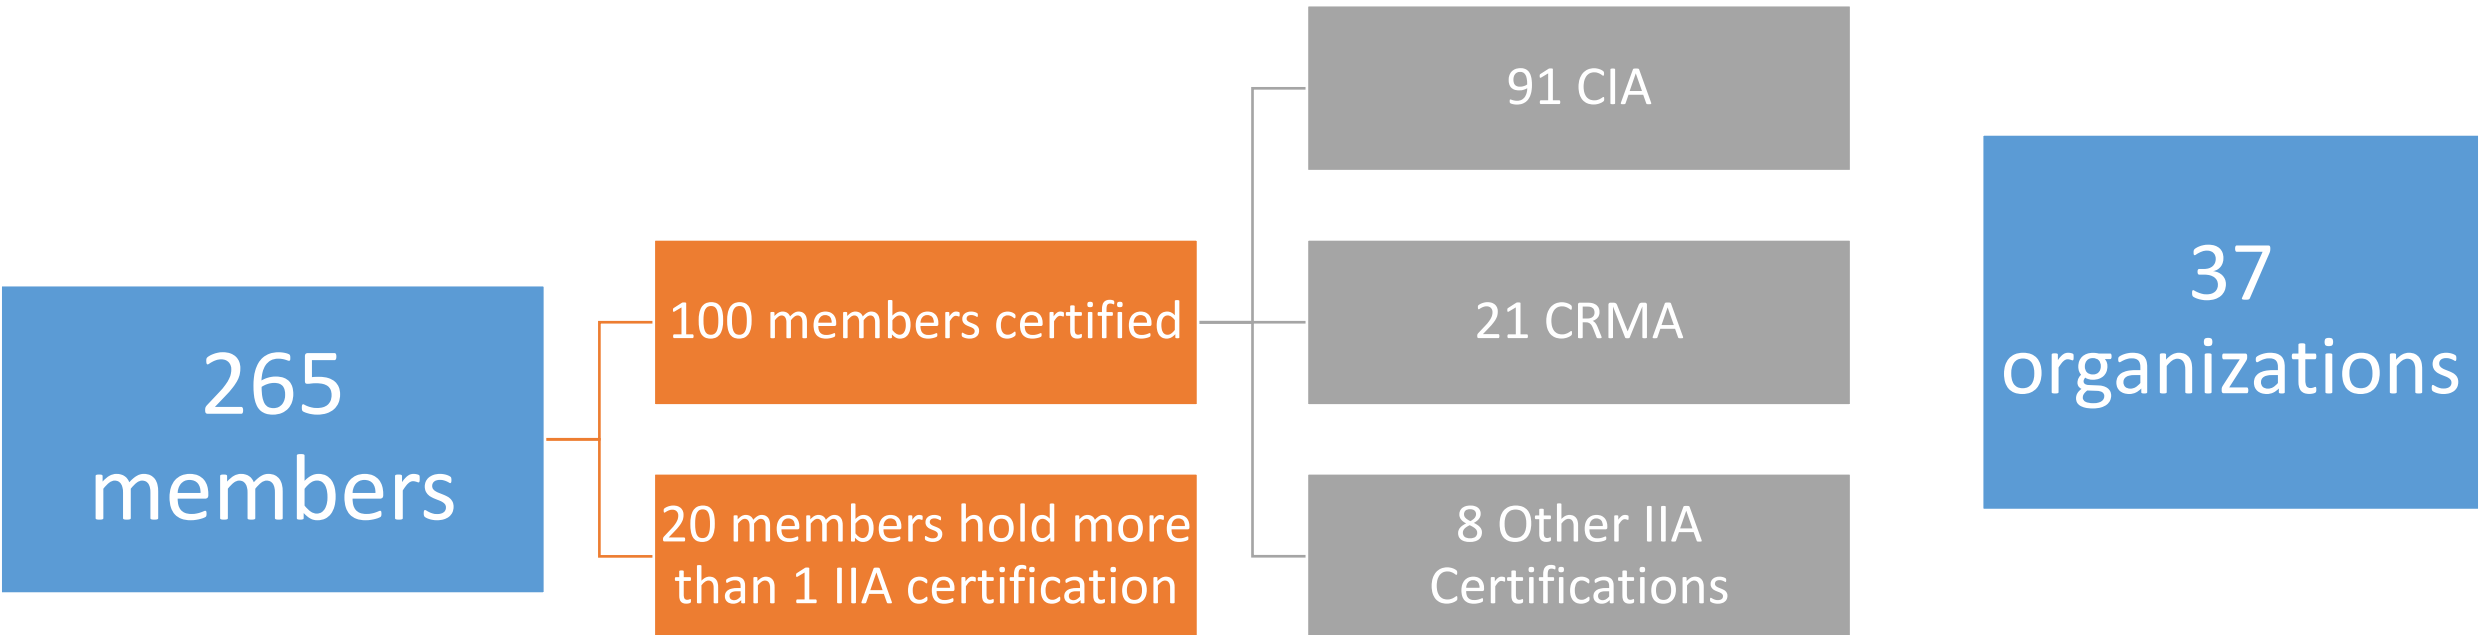 265
members
100 members certified
20 members hold more
than 1 IIA certification
91 CIA
21 CRMA
8 Other IIA
Certifications
37
organizations